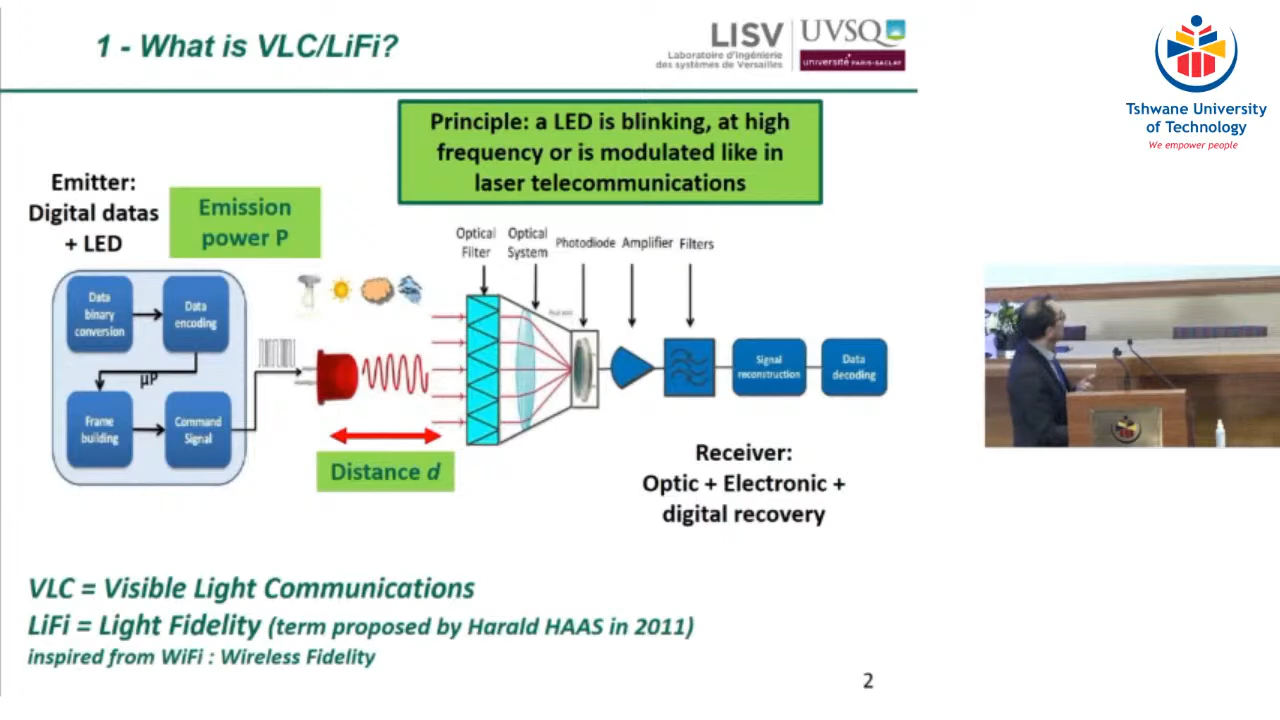 1 - What is VLC/LiFi?
LISV
Laboratoire d'ingénierie
des systèmes de Versailles
UVSQ
université PARIS-SACLAY
Tshwane University
of Technology
We empower people
Principle: a LED is blinking, at high
frequency or is modulated like in
laser telecommunications
Emitter:
Digital datas
+ LED
Emission
power P
Optical
Filter
Optical
System
Photodiode
Amplifier
Filters
Data
binary
conversion
Data
encoding
µP
Frame
building
Command
Signal
Signal
reconstruction
Data
decoding
Distance d
Receiver:
Optic + Electronic +
digital recovery
VLC = Visible Light Communications
LiFi = Light Fidelity (term proposed by Harald HAAS in 2011)
inspired from WiFi : Wireless Fidelity
2